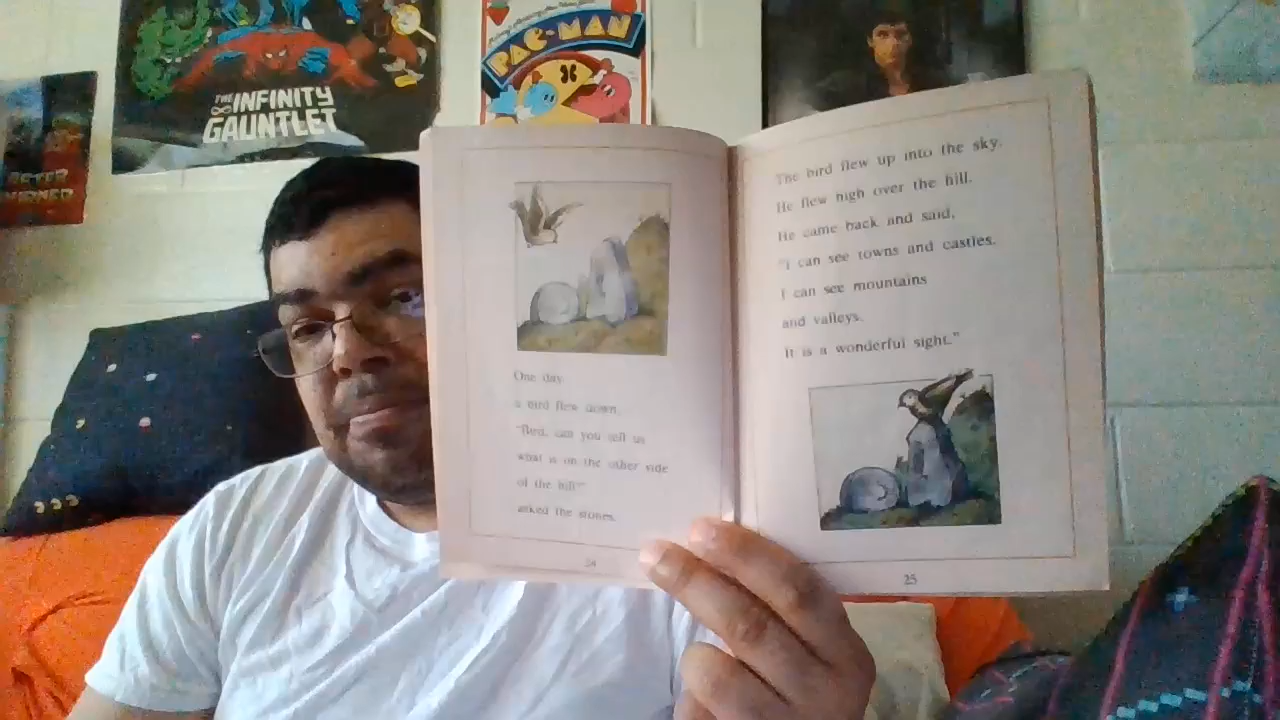 THE
INFINITY
GAUNTLET
PAC-MAN
One day
a bird flew down.
"Bird, can you tell us
what is on the other side
of the hill?"
asked the stones.
24
The bird flew up into the sky.
He flew high over the hill.
He came back and said,
"I can see towns and castles.
I can see mountains
and valleys.
It is a wonderful sight."
25